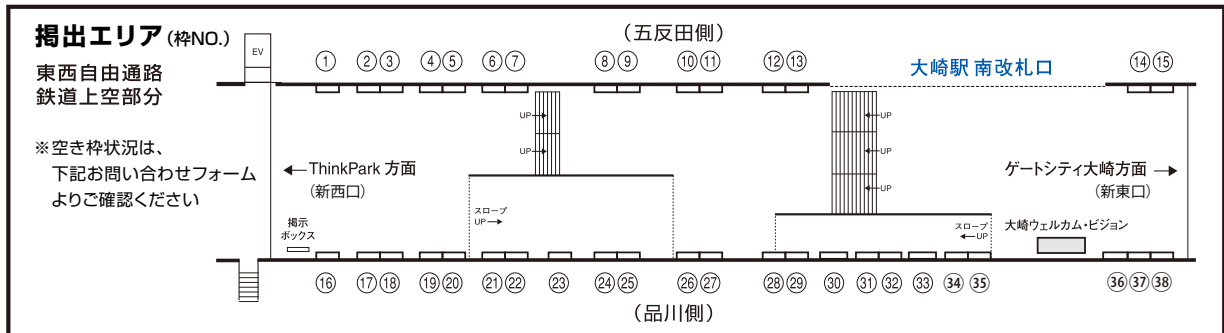 掲出エリア(枠NO.)
東西自由通路
鉄道上空部分
※空き枠状況は、
下記お問い合わせフォーム
よりご確認ください
EV
(五反田側)
① ②③ ④⑤ ⑥⑦ ⑧⑨ ⑩⑪ ⑫⑬ ⑭⑮
大崎駅 南改札口
UP→
UP→
←UP
←UP
←UP
←ThinkPark 方面
(新西口)
ゲートシティ大崎方面→
(新東口)
掲示
ボックス
スロープ
UP→
スロープ
←UP
大崎ウェルカム・ビジョン
⑯ ⑰⑱ ⑲⑳ ㉑㉒ ㉓ ㉔㉕ ㉖㉗ ㉘㉙ ㉚ ㉛㉜ ㉝ ㉞㉟ ㊱㊲㊳
(品川側)